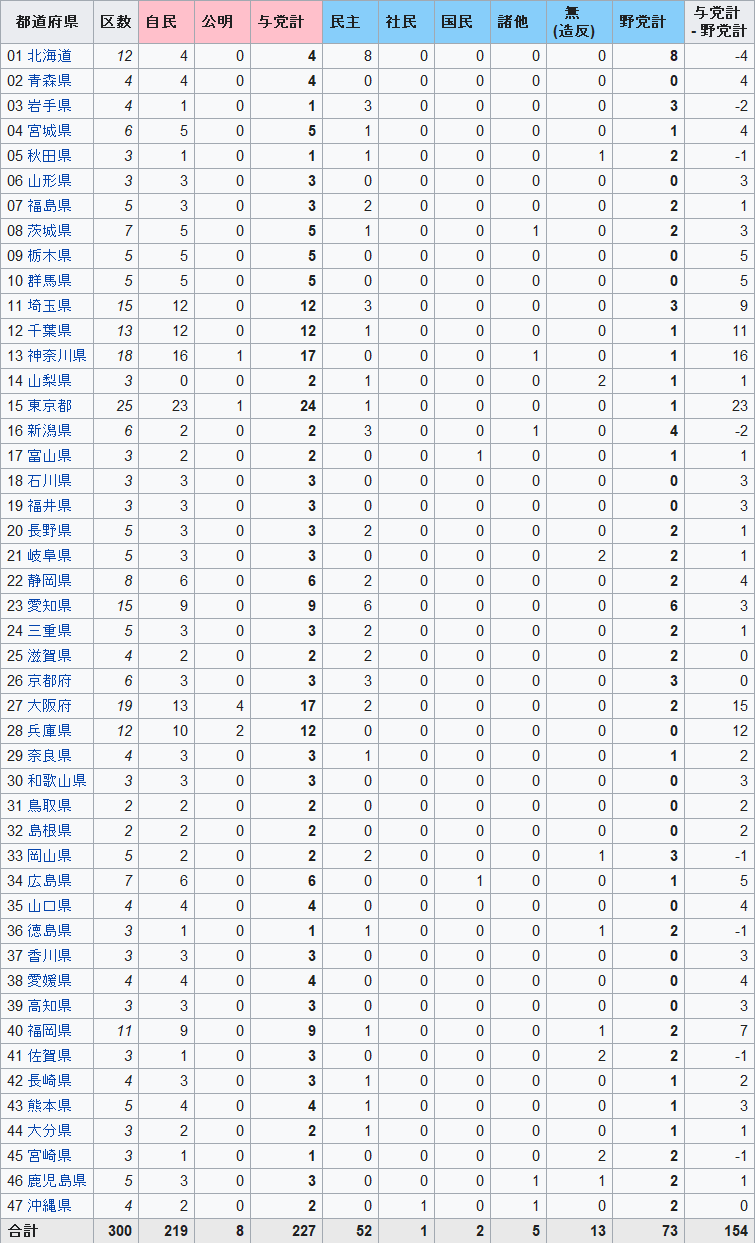 都道府県 区数 自民 公明 与党計 民主 社民 国民 諸他 無(造反) 野党計 与党計- 野党計
01 北海道 12 4 0 4 8 0 0 0 0 8 -4
02 青森県 4 4 0 4 0 0 0 0 0 0 4
03 岩手県 4 1 0 1 3 0 0 0 0 3 -2
04 宮城県 6 5 0 5 1 0 0 0 0 1 4
05 秋田県 3 1 0 1 1 0 0 0 1 2 -1
06 山形県 3 3 0 3 0 0 0 0 0 0 3
07 福島県 5 3 0 3 2 0 0 0 0 2 1
08 茨城県 7 5 0 5 1 0 0 1 0 2 3
09 栃木県 5 5 0 5 0 0 0 0 0 0 5
10 群馬県 5 5 0 5 0 0 0 0 0 0 5
11 埼玉県 15 12 0 12 3 0 0 0 0 3 9
12 千葉県 13 12 0 12 1 0 0 0 0 1 11
13 神奈川県 18 16 1 17 0 0 0 1 0 1 16
14 山梨県 3 0 0 2 1 0 0 0 2 1 1
15 東京都 25 23 1 24 1 0 0 0 0 1 23
16 新潟県 6 2 0 2 3 0 0 1 0 4 -2
17 富山県 3 2 0 2 0 0 1 0 0 1 1
18 石川県 3 3 0 3 0 0 0 0 0 0 3
19 福井県 3 3 0 3 0 0 0 0 0 0 3
20 長野県 5 3 0 3 2 0 0 0 0 2 1
21 岐阜県 5 3 0 3 0 0 0 0 2 2 1
22 静岡県 8 6 0 6 2 0 0 0 0 2 4
23 愛知県 15 9 0 9 6 0 0 0 0 6 3
24 三重県 5 3 0 3 2 0 0 0 0 2 1
25 滋賀県 4 2 0 2 2 0 0 0 0 2 0
26 京都府 6 3 0 3 3 0 0 0 0 3 0
27 大阪府 19 13 4 17 2 0 0 0 0 2 15
28 兵庫県 12 10 2 12 0 0 0 0 0 0 12
29 奈良県 4 3 0 3 1 0 0 0 0 1 2
30 和歌山県 3 3 0 3 0 0 0 0 0 0 3
31 鳥取県 2 2 0 2 0 0 0 0 0 0 2
32 島根県 2 2 0 2 0 0 0 0 0 0 2
33 岡山県 5 2 0 2 2 0 0 0 1 3 -1
34 広島県 7 6 0 6 0 0 1 0 0 1 5
35 山口県 4 4 0 4 0 0 0 0 0 0 4
36 徳島県 3 1 0 1 1 0 0 0 1 2 -1
37 香川県 3 3 0 3 0 0 0 0 0 0 3
38 愛媛県 4 4 0 4 0 0 0 0 0 0 4
39 高知県 3 3 0 3 0 0 0 0 0 0 3
40 福岡県 11 9 0 9 1 0 0 0 1 2 7
41 佐賀県 3 1 0 3 0 0 0 0 2 2 -1
42 長崎県 4 3 0 3 1 0 0 0 0 1 2
43 熊本県 5 4 0 4 1 0 0 0 0 1 3
44 大分県 3 2 0 2 1 0 0 0 0 1 1
45 宮崎県 3 1 0 1 0 0 0 0 2 2 -1
46 鹿児島県 5 3 0 3 0 0 0 1 1 2 1
47 沖縄県 4 2 0 2 0 1 0 1 0 2 0
合計 300 219 8 227 52 1 2 5 13 73 154